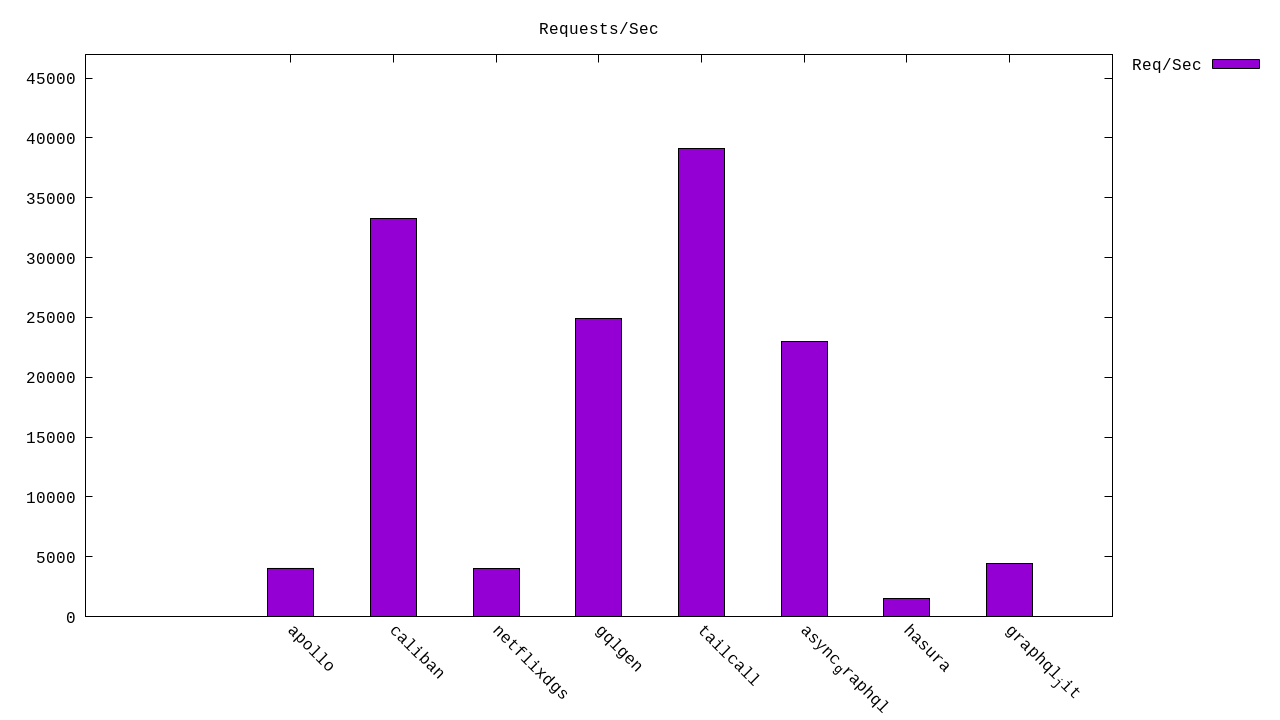 Requests/Sec
Req/Sec
45000
40000
35000
30000
25000
20000
15000
10000
5000
0
apollo
caliban
netflixdgs
gqlgen
tailcall
async_graphql
hasura
graphql_jit